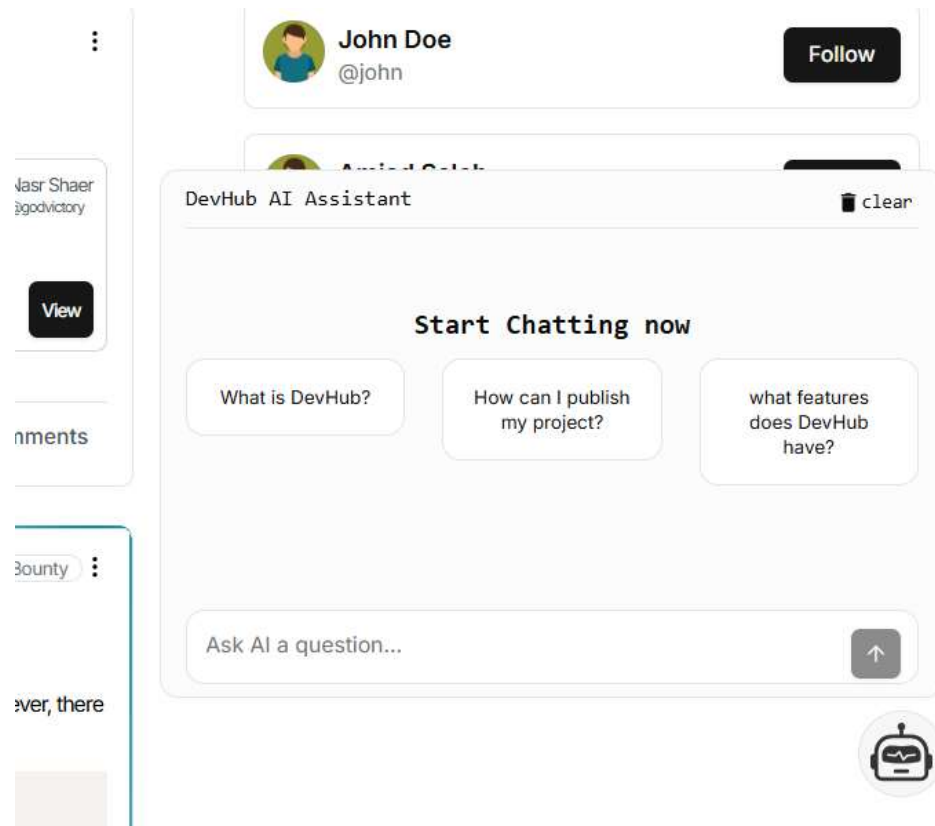 John Doe
@john
Follow
Nasr Shaer
@godvictory
View
DevHub AI Assistant
clear
Start Chatting now
What is DevHub?
How can I publish
my project?
what features
does DevHub
have?
Ask AI a question...
Bounty
ever, there